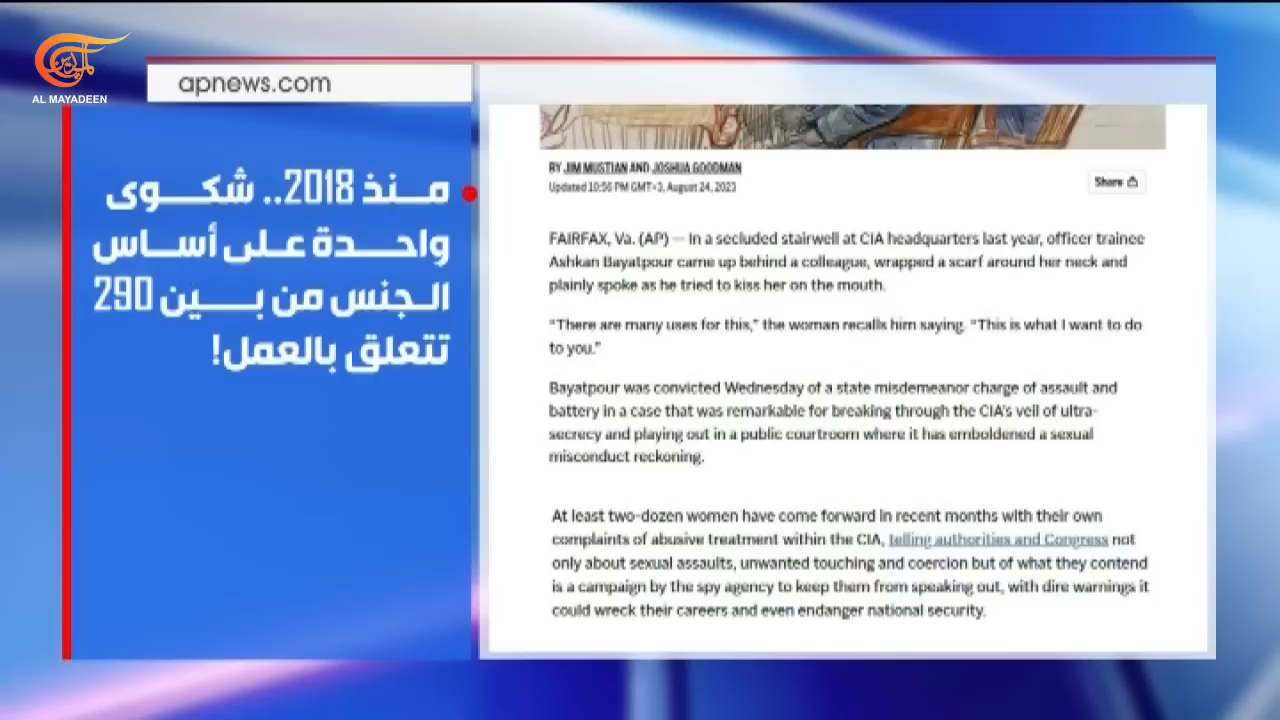 AL MAYADEEN
apnews.com
منذ 2018.. شكوى
واحدة على أساس
الجنس من بين 290
تتعلق بالعمل!
BY JIM MUSTIAN AND JOSHUA GOODMAN
Updated 10:56 PM GMT+3, August 24, 2023
Share
FAIRFAX, Va. (AP) — In a secluded stairwell at CIA headquarters last year, officer trainee
Ashkan Bayatpour came up behind a colleague, wrapped a scarf around her neck and
plainly spoke as he tried to kiss her on the mouth.
“There are many uses for this,” the woman recalls him saying. “This is what I want to do
to you.”
Bayatpour was convicted Wednesday of a state misdemeanor charge of assault and
battery in a case that was remarkable for breaking through the CIA’s veil of ultra-
secrecy and playing out in a public courtroom where it has emboldened a sexual
misconduct reckoning.
At least two-dozen women have come forward in recent months with their own
complaints of abusive treatment within the CIA, telling authorities and Congress not
only about sexual assaults, unwanted touching and coercion but of what they contend
is a campaign by the spy agency to keep them from speaking out, with dire warnings it
could wreck their careers and even endanger national security.